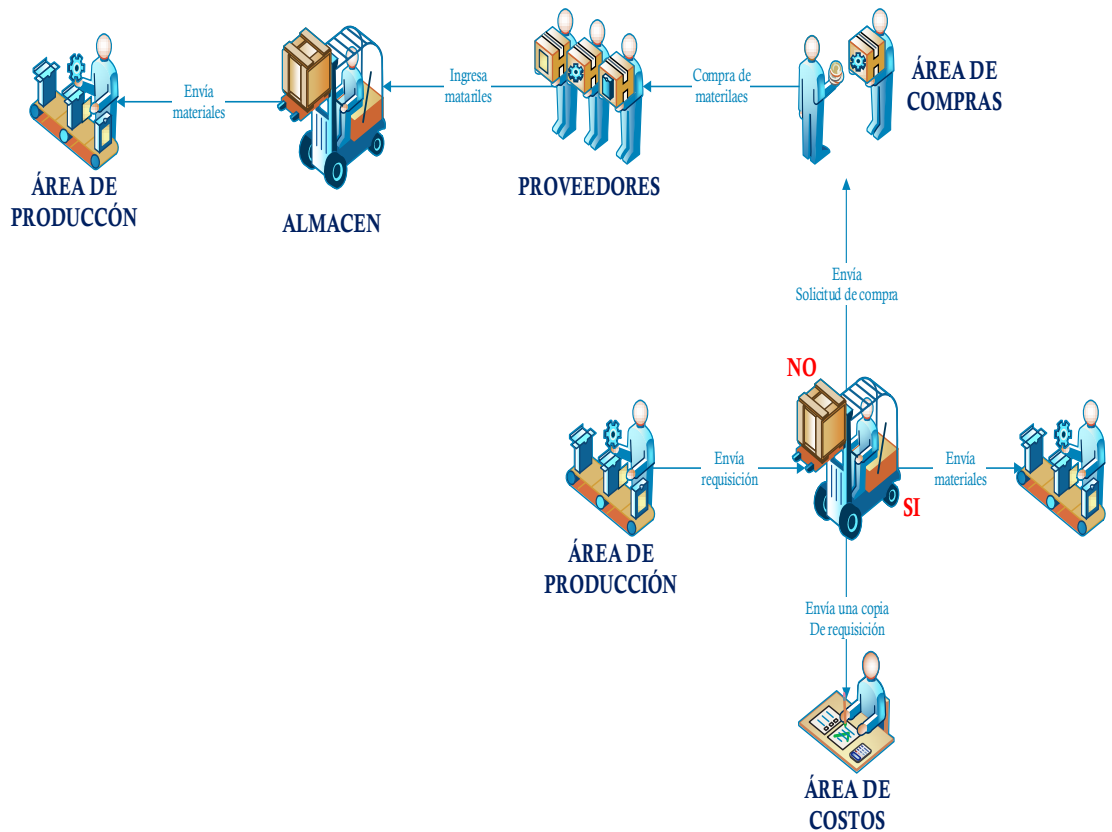 Envía
materiales
Ingresa
mataniles
Compra de
materilaes
ÁREA DE
COMPRAS
ÁREA DE
PRODUCCÓN
ALMACEN
PROVEEDORES
Envía
Solicitud de compra
NO
Envía
requisición
Envía
materiales
SI
ÁREA DE
PRODUCCIÓN
Envía una copia
De requisición
ÁREA DE
COSTOS